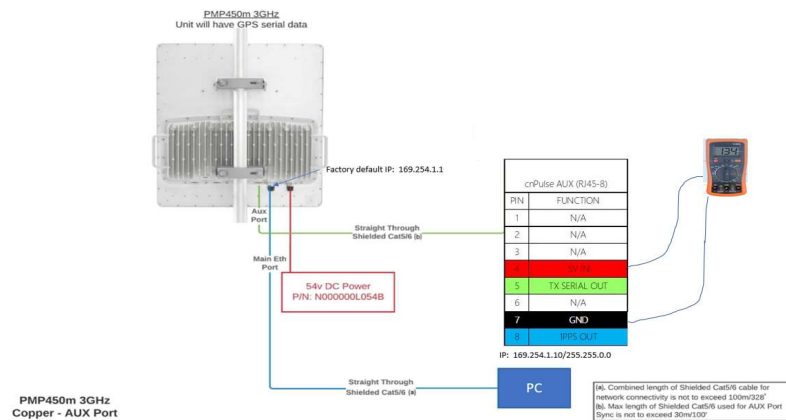 PMP450m 3GHz
Unit will have GPS serial data
Factory default IP: 169.254.1.1
Aux
Port
Straight Through
Shielded Cat5/6 (b)
Main Eth
Port
54v DC Power
P/N: N000000L054B
cnPulse AUX (RJ45-8)
PIN FUNCTION
1 N/A
2 N/A
3 N/A
4 5V IN
5 TX SERIAL OUT
6 N/A
7 GND
8 1PPS OUT
IP: 169.254.1.10/255.255.0.0
Straight Through
Shielded Cat5/6 (a)
PC
(a). Combined length of Shielded Cat5/6 cable for
network connectivity is not to exceed 100m/328'
(b). Max length of Shielded Cat5/6 used for AUX Port
Sync is not to exceed 30m/100'
PMP450m 3GHz
Copper - AUX Port